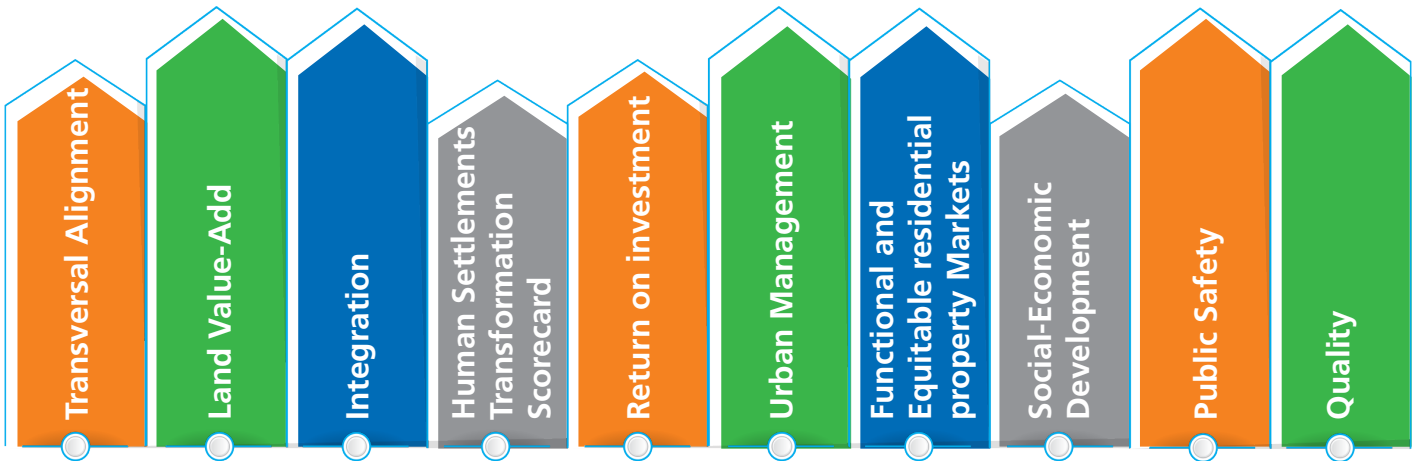 Transversal Alignment
Land Value-Add
Integration
Human Settlements
Transformation
Scorecard
Return on investment
Urban Management
Functional and
Equitable residential
property Markets
Social-Economic
Development
Public Safety
Quality